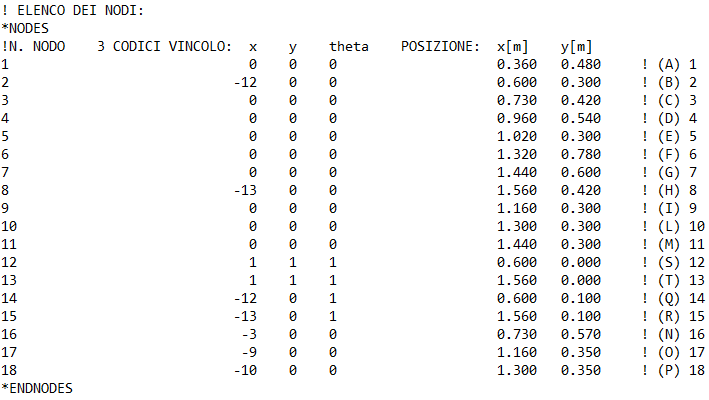 ! ELENCO DEI NODI:
*NODES
!N. NODO    3 CODICI VINCOLO:  x    y    theta    POSIZIONE:  x[m]    y[m]
1                              0    0    0                    0.360   0.480     ! (A) 1
2                            -12    0    0                    0.600   0.300     ! (B) 2
3                              0    0    0                    0.730   0.420     ! (C) 3
4                              0    0    0                    0.960   0.540     ! (D) 4
5                              0    0    0                    1.020   0.300     ! (E) 5
6                              0    0    0                    1.320   0.780     ! (F) 6
7                              0    0    0                    1.440   0.600     ! (G) 7
8                            -13    0    0                    1.560   0.420     ! (H) 8
9                              0    0    0                    1.160   0.300     ! (I) 9
10                             0    0    0                    1.300   0.300     ! (L) 10
11                             0    0    0                    1.440   0.300     ! (M) 11
12                             1    1    1                    0.600   0.000     ! (S) 12
13                             1    1    1                    1.560   0.000     ! (T) 13
14                           -12    0    1                    0.600   0.100     ! (Q) 14
15                           -13    0    1                    1.560   0.100     ! (R) 15
16                            -3    0    0                    0.730   0.570     ! (N) 16
17                            -9    0    0                    1.160   0.350     ! (O) 17
18                           -10    0    0                    1.300   0.350     ! (P) 18
*ENDNODES